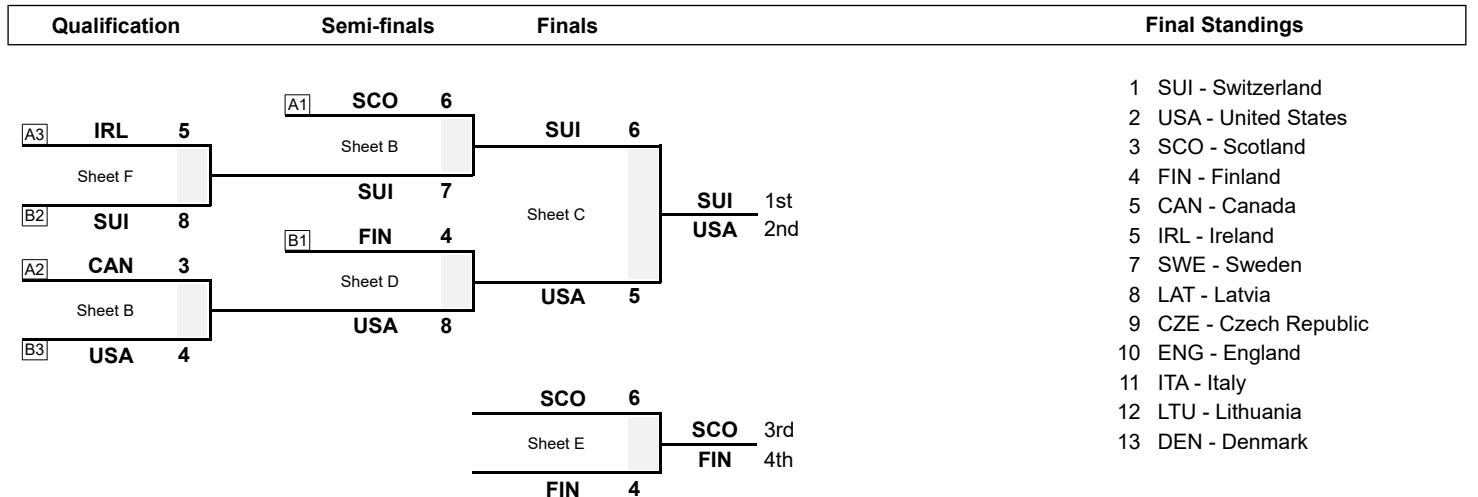 Qualification Semi-finals Finals Final Standings
A1 SCO 6
A3 IRL 5
Sheet B
SUI 6
Sheet F
SUI 7
B2 SUI 8
Sheet C
SUI 1st
USA 2nd
B1 FIN 4
A2 CAN 3
Sheet D
USA 5
Sheet B
USA 8
B3 USA 4
SCO 6
Sheet E
SCO 3rd
FIN 4th
FIN 4
1 SUI - Switzerland
2 USA - United States
3 SCO - Scotland
4 FIN - Finland
5 CAN - Canada
5 IRL - Ireland
7 SWE - Sweden
8 LAT - Latvia
9 CZE - Czech Republic
10 ENG - England
11 ITA - Italy
12 LTU - Lithuania
13 DEN - Denmark